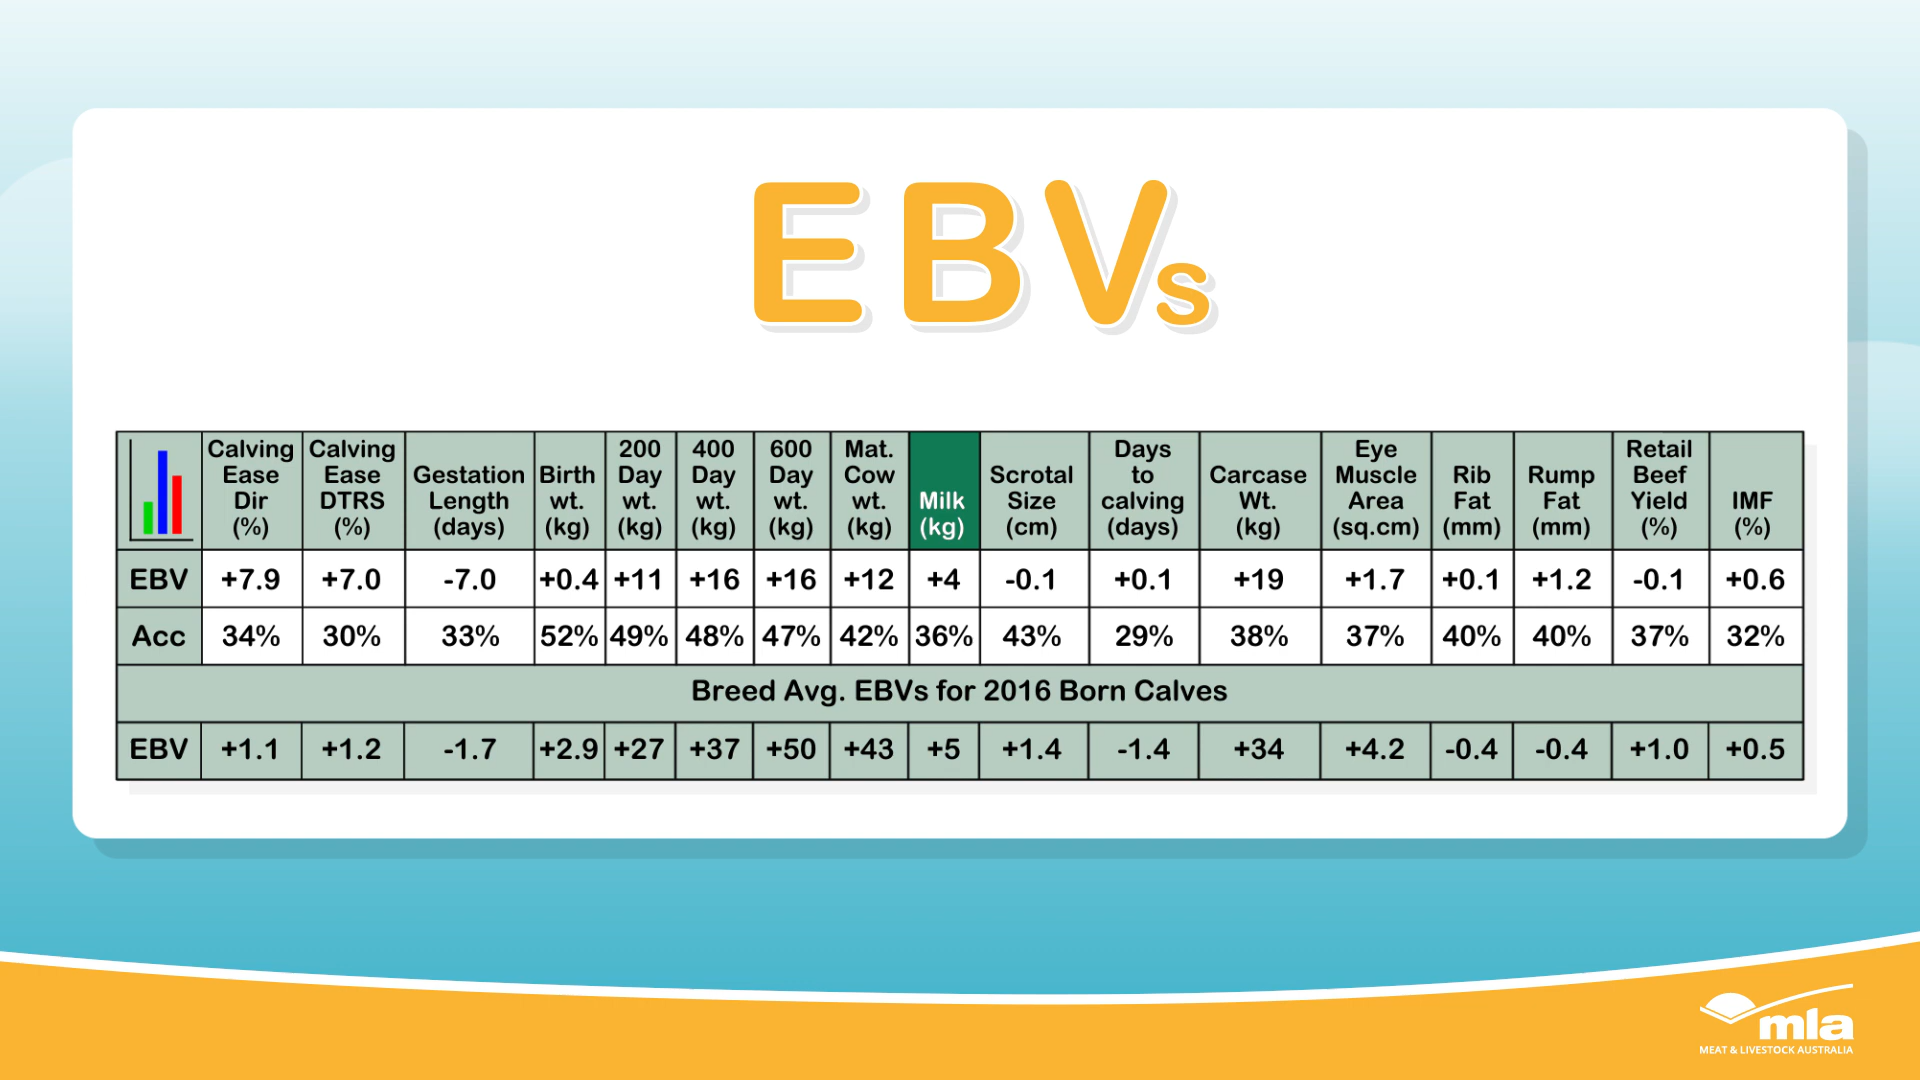 EBVs
Calving Ease Dir (%) Calving Ease DTRS (%) Gestation Length (days) Birth wt. (kg) 200 Day wt. (kg) 400 Day wt. (kg) 600 Day wt. (kg) Mat. Cow wt. (kg) Milk (kg) Scrotal Size (cm) Days to calving (days) Carcase Wt. (kg) Eye Muscle Area (sq.cm) Rib Fat (mm) Rump Fat (mm) Retail Beef Yield (%) IMF (%)
EBV +7.9 +7.0 -7.0 +0.4 +11 +16 +16 +12 +4 -0.1 +0.1 +19 +1.7 +0.1 +1.2 -0.1 +0.6
Acc 34% 30% 33% 52% 49% 48% 47% 42% 36% 43% 29% 38% 37% 40% 40% 37% 32%
Breed Avg. EBVs for 2016 Born Calves
EBV +1.1 +1.2 -1.7 +2.9 +27 +37 +50 +43 +5 +1.4 -1.4 +34 +4.2 -0.4 -0.4 +1.0 +0.5
mla
MEAT & LIVESTOCK AUSTRALIA